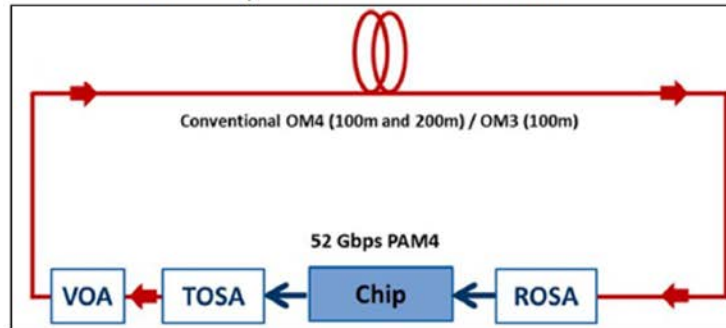 Conventional OM4 (100m and 200m) / OM3 (100m)
52 Gbps PAM4
VOA TOSA Chip ROSA